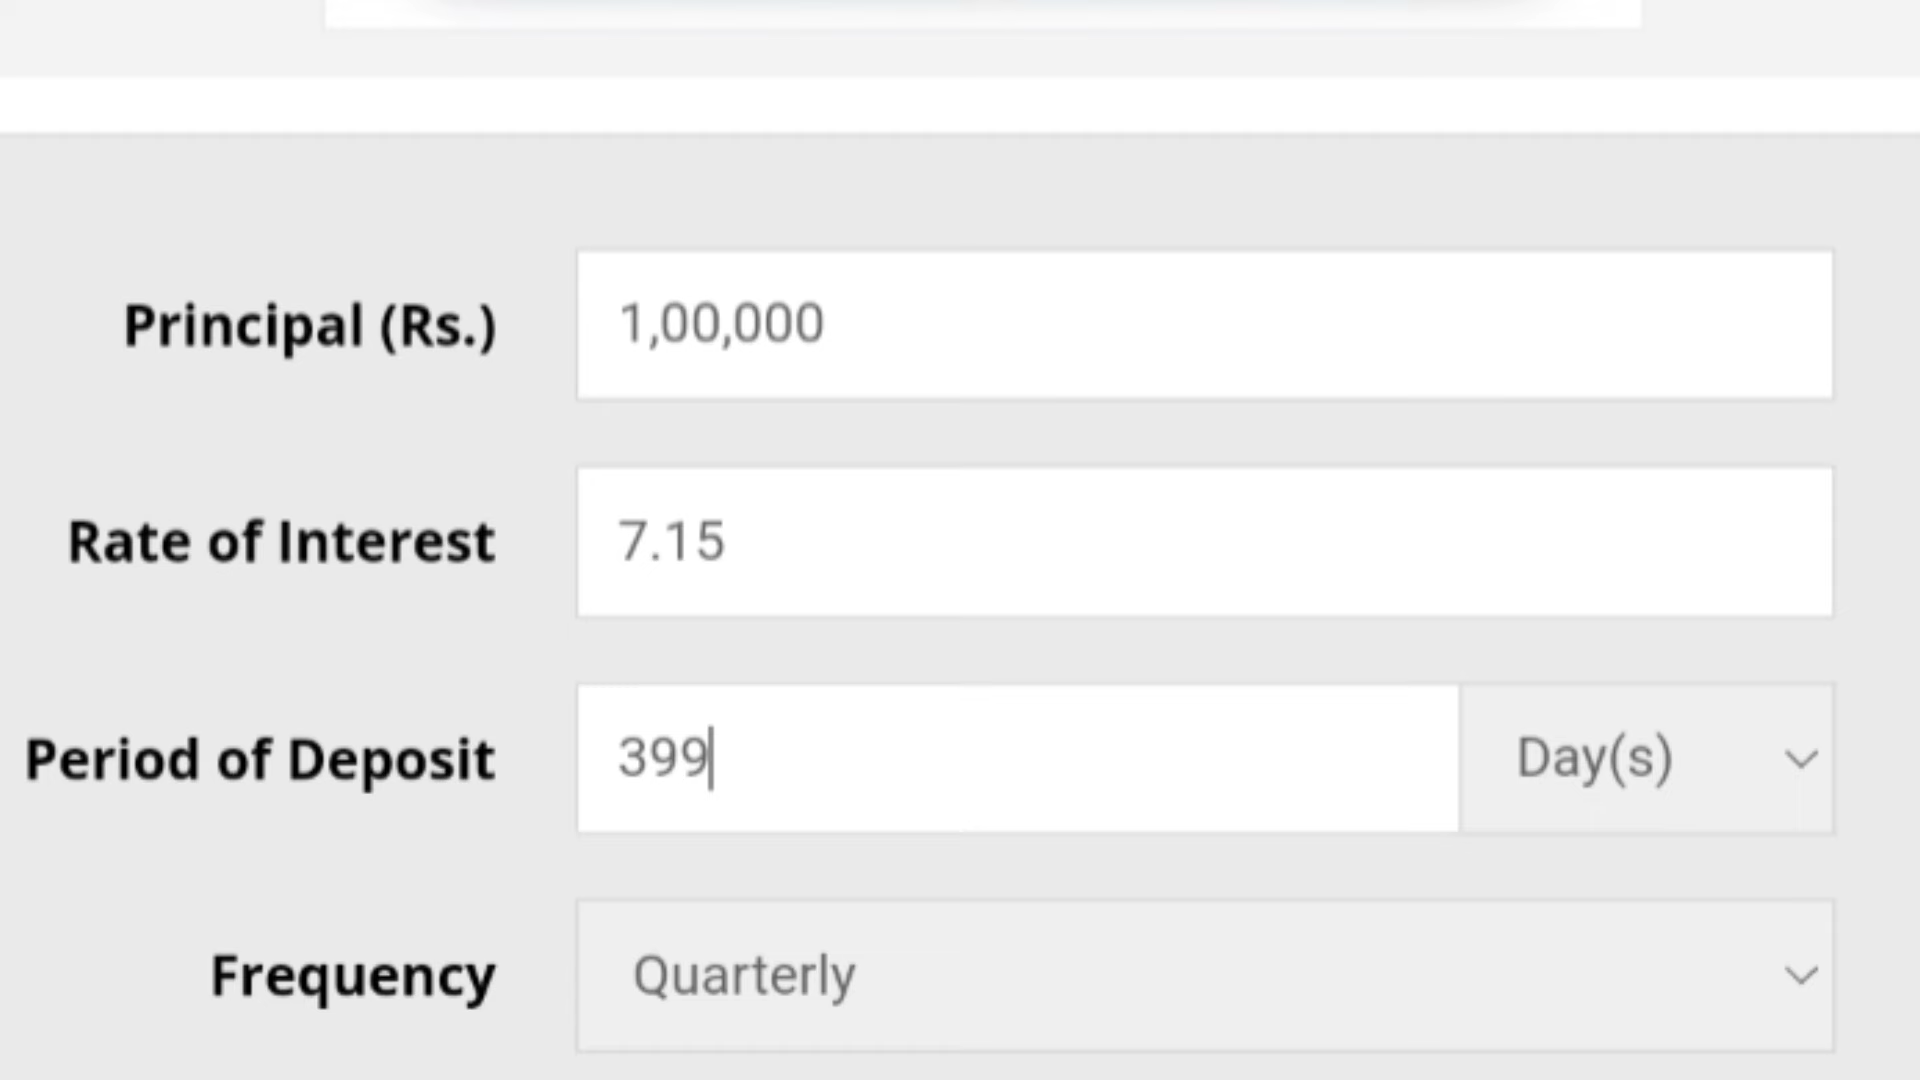 Principal (Rs.) 1,00,000
Rate of Interest 7.15
Period of Deposit 399 Day(s)
Frequency Quarterly